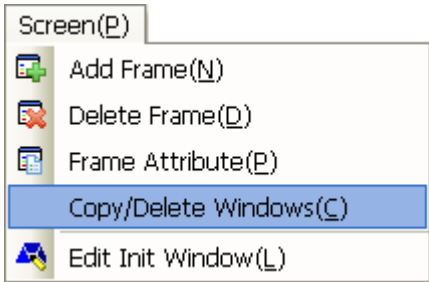 Screen(P)
Add Frame(N)
Delete Frame(D)
Frame Attribute(P)
Copy/Delete Windows(C)
Edit Init Window(L)